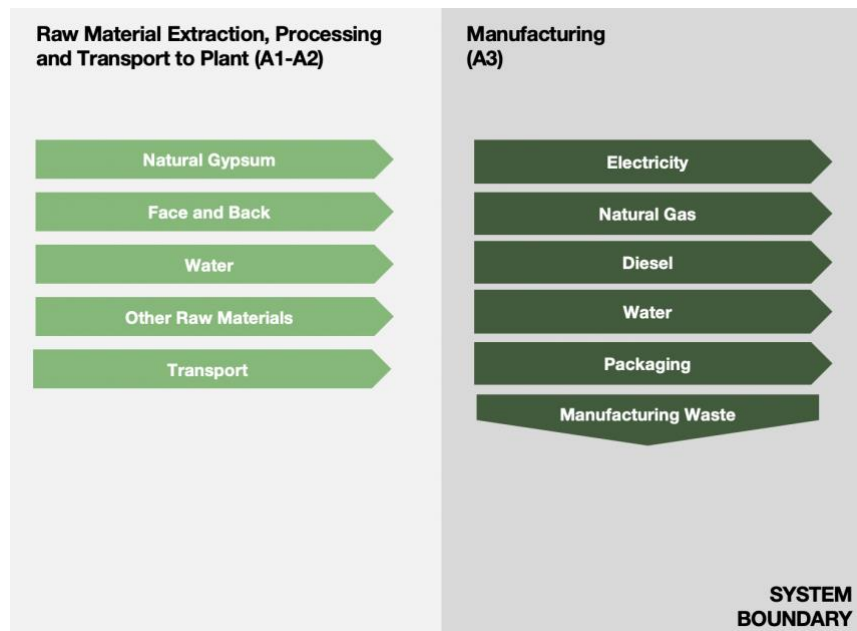 Raw Material Extraction, Processing
and Transport to Plant (A1-A2)
Natural Gypsum
Face and Back
Water
Other Raw Materials
Transport
Manufacturing
(A3)
Electricity
Natural Gas
Diesel
Water
Packaging
Manufacturing Waste
SYSTEM
BOUNDARY